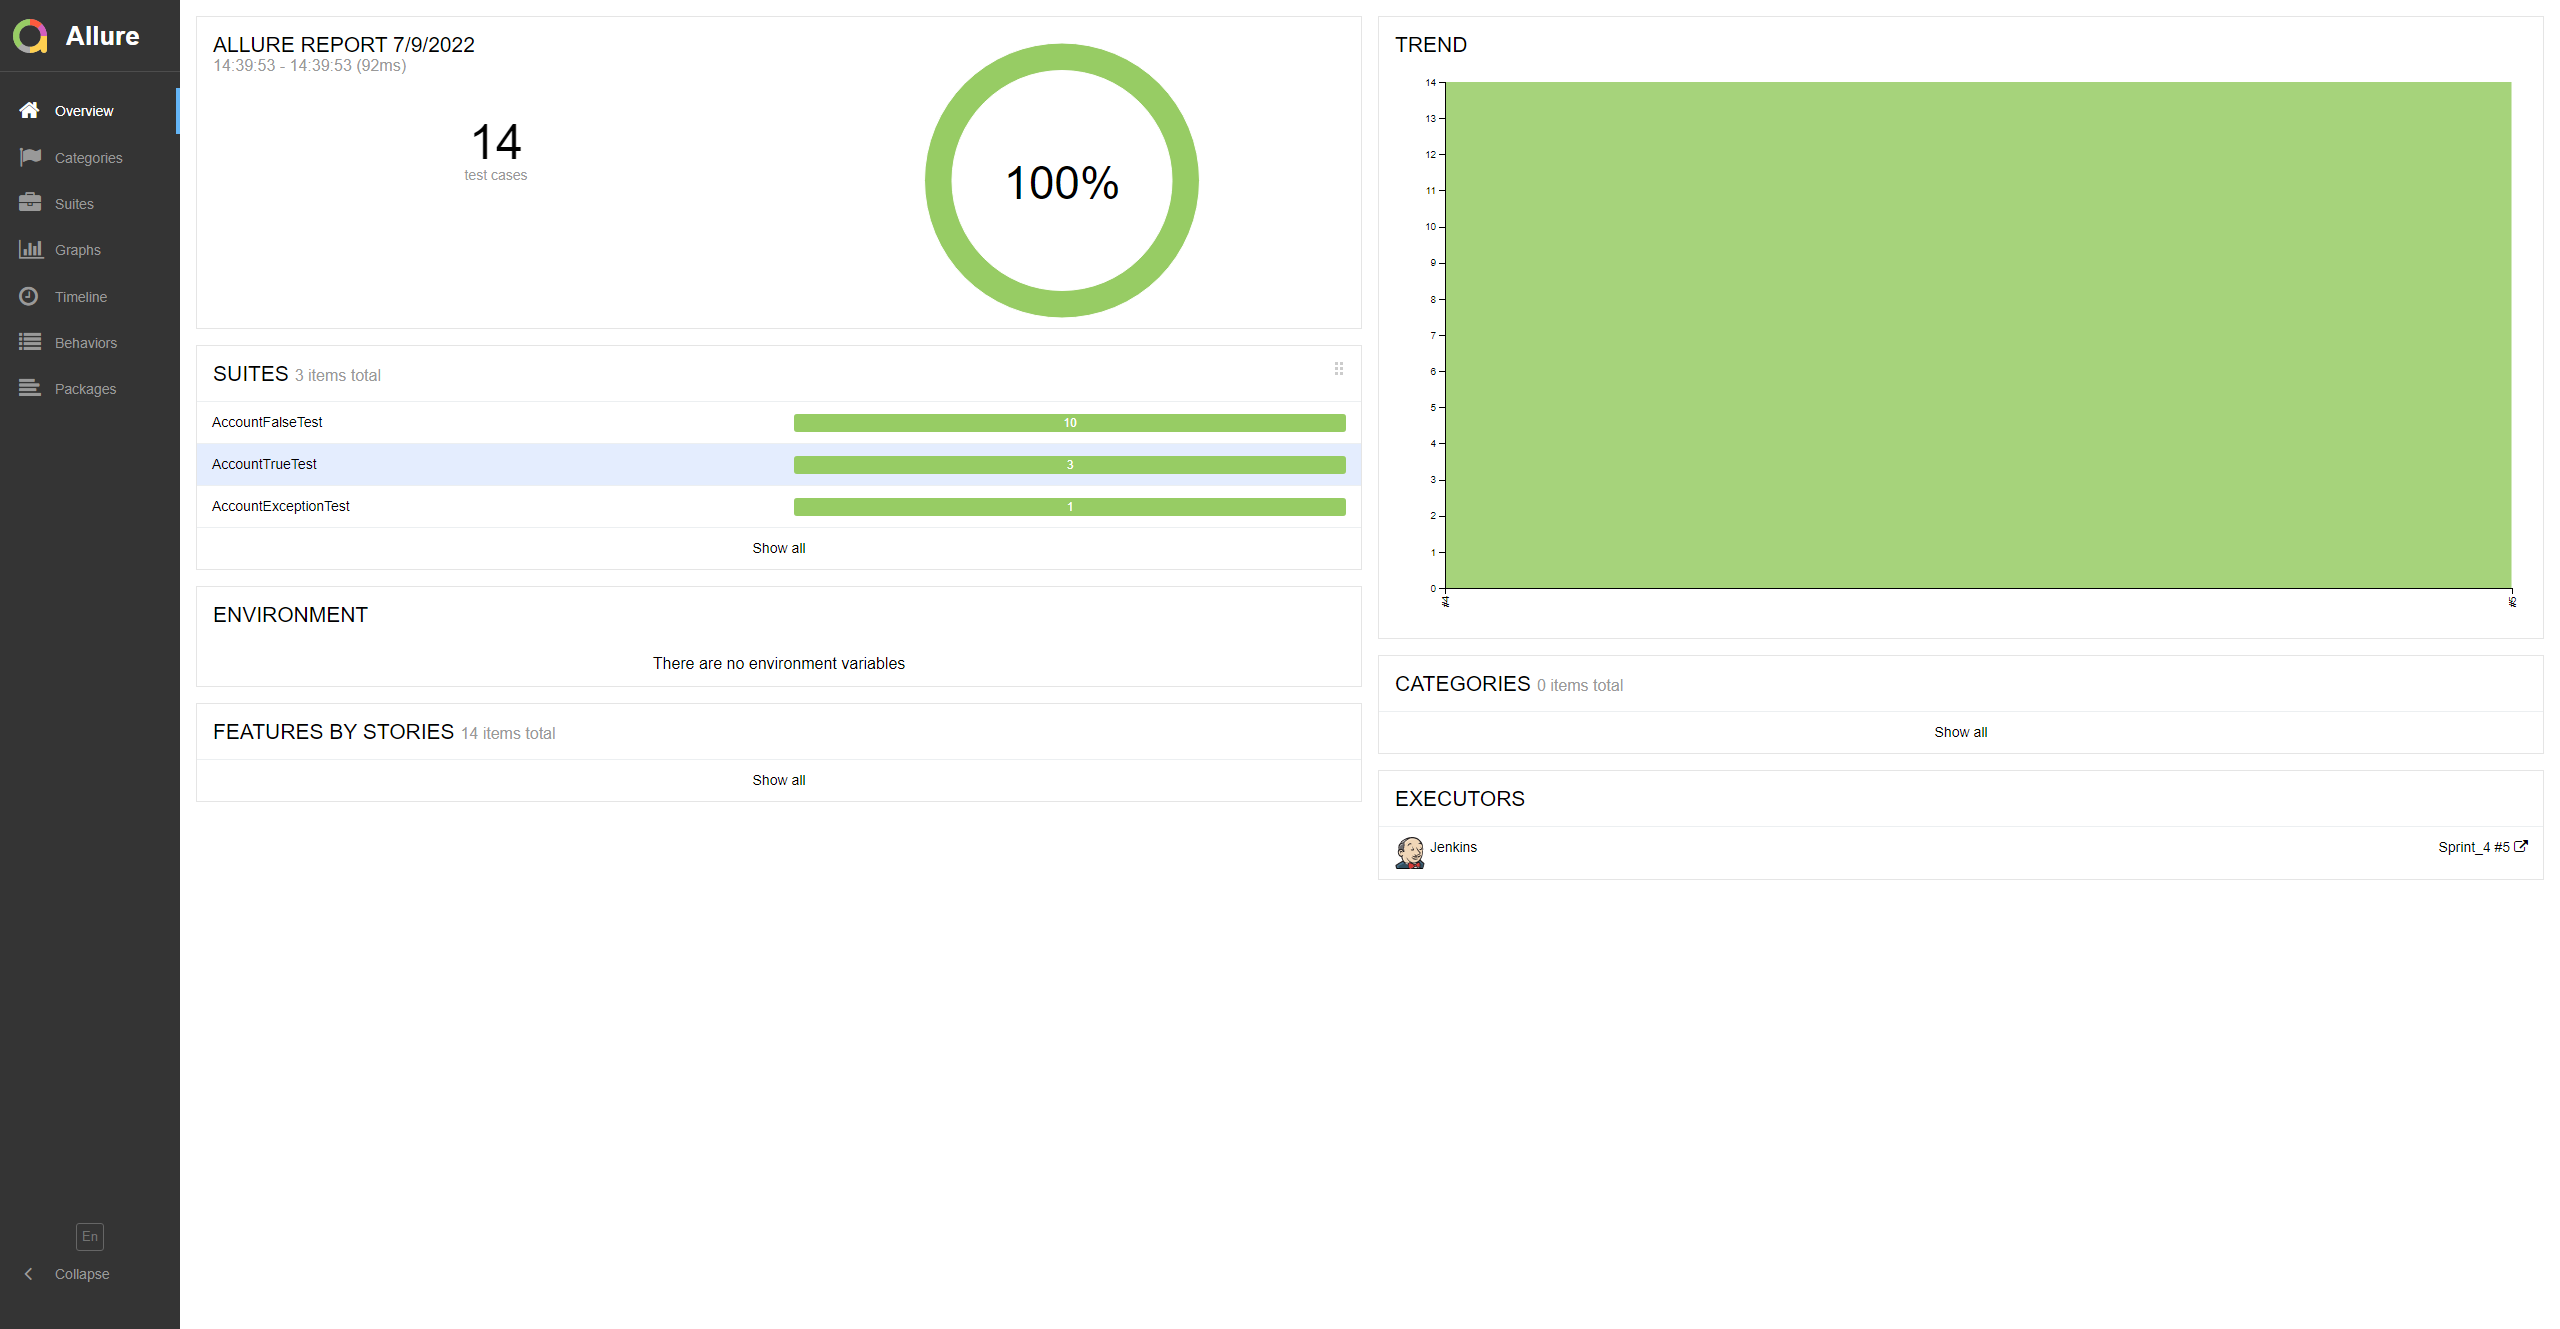 Allure
Overview
Categories
Suites
Graphs
Timeline
Behaviors
Packages
En
Collapse
ALLURE REPORT 7/9/2022
14:39:53 - 14:39:53 (92ms)
14
test cases
100%
SUITES 3 items total
AccountFalseTest 10
AccountTrueTest 3
AccountExceptionTest 1
Show all
ENVIRONMENT
There are no environment variables
FEATURES BY STORIES 14 items total
Show all
TREND
14
13
12
11
10
9
8
7
6
5
4
3
2
1
0
#4 #5
CATEGORIES 0 items total
Show all
EXECUTORS
Jenkins Sprint_4 #5